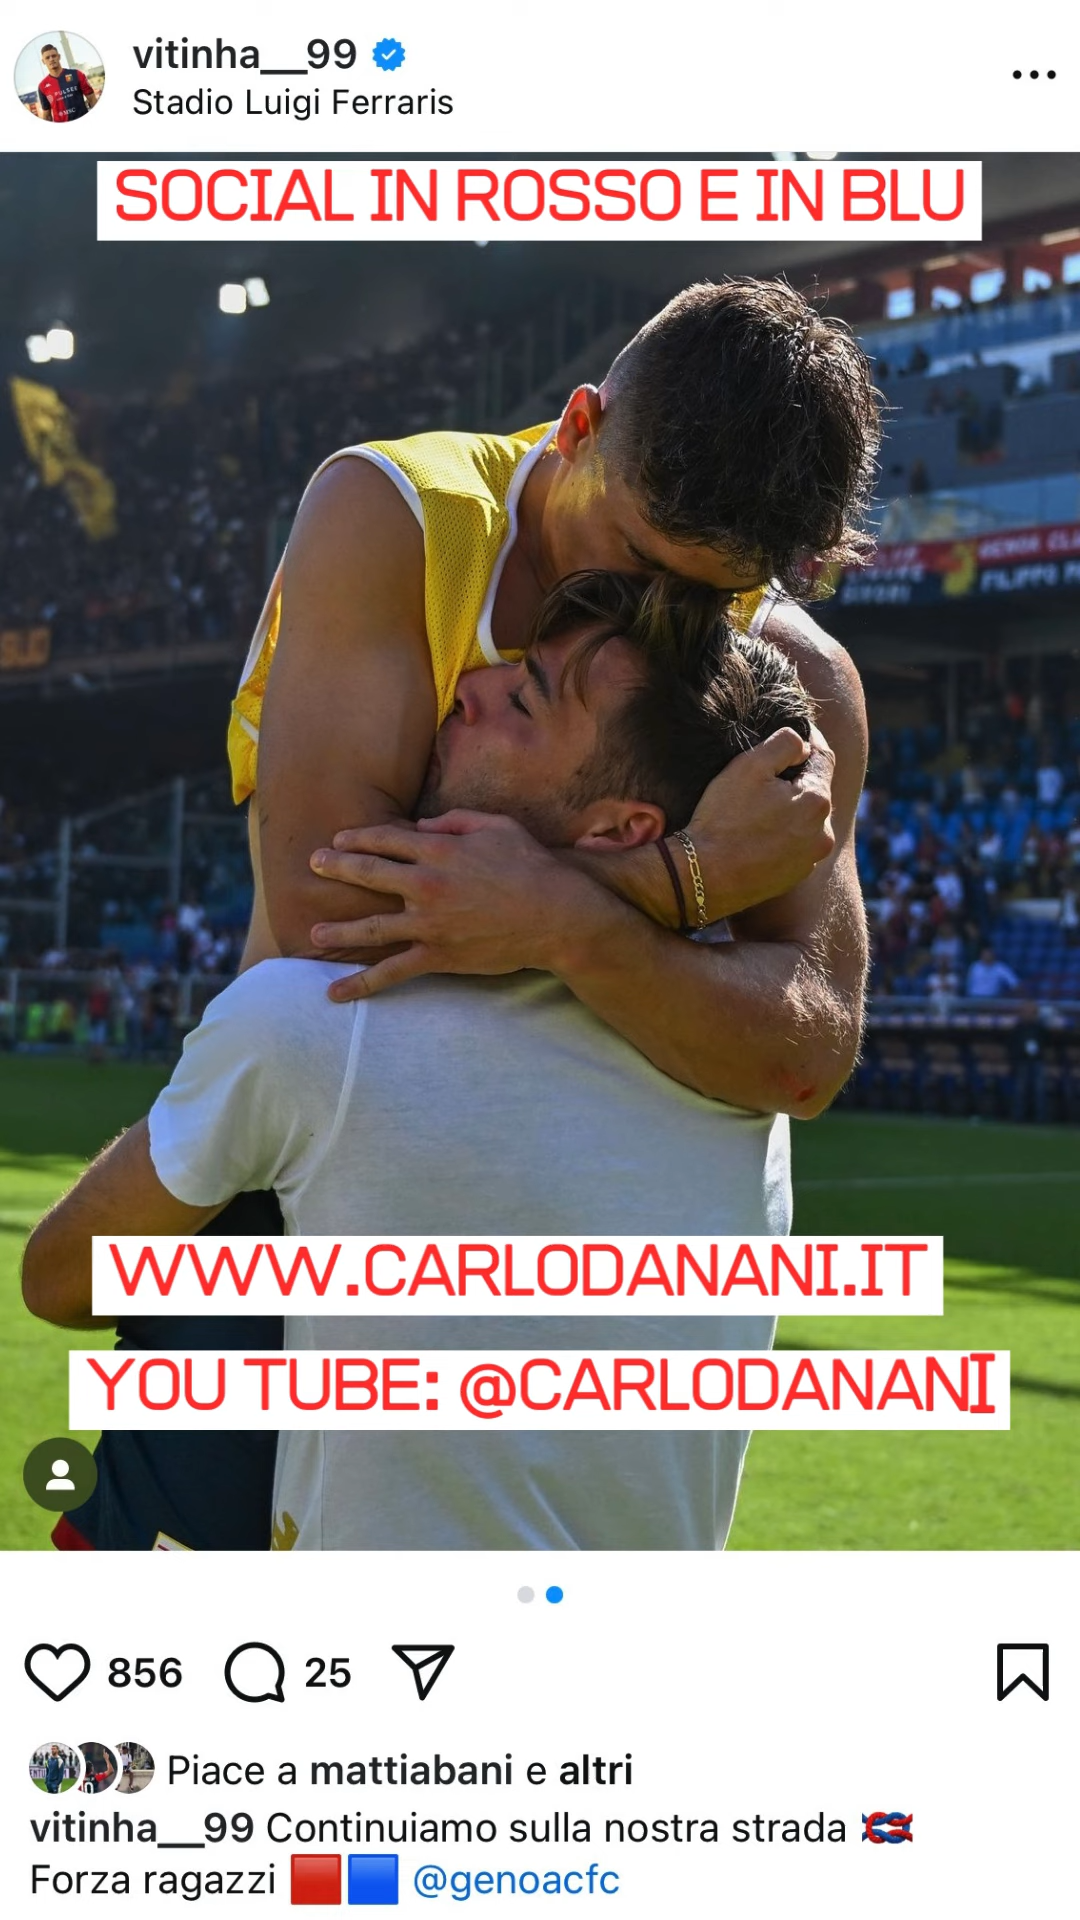 vitinha__99
Stadio Luigi Ferraris
SOCIAL IN ROSSO E IN BLU
WWW.CARLODANANI.IT
YOU TUBE: @CARLODANANI
856 25
Piace a mattiabani e altri
vitinha__99 Continuiamo sulla nostra strada
Forza ragazzi 🟥🟦 @genoacfc